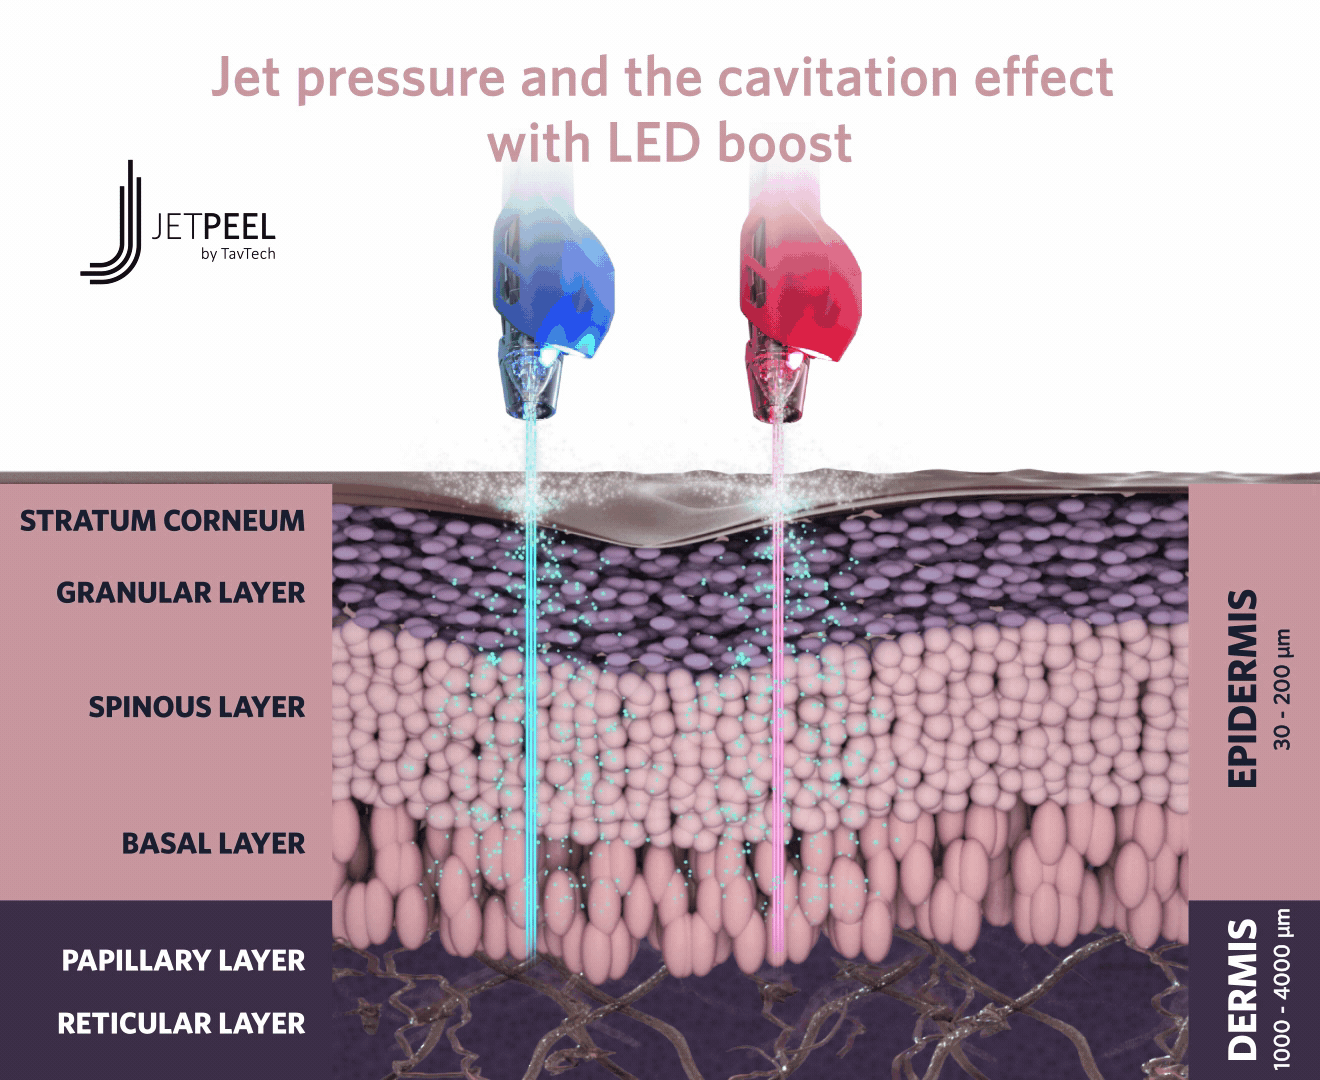 Jet pressure and the cavitation effect
with LED boost
JETPEEL
by TavTech
STRATUM CORNEUM
GRANULAR LAYER
SPINOUS LAYER
BASAL LAYER
PAPILLARY LAYER
RETICULAR LAYER
EPIDERMIS
30 - 200 µm
DERMIS
1000 - 4000 µm